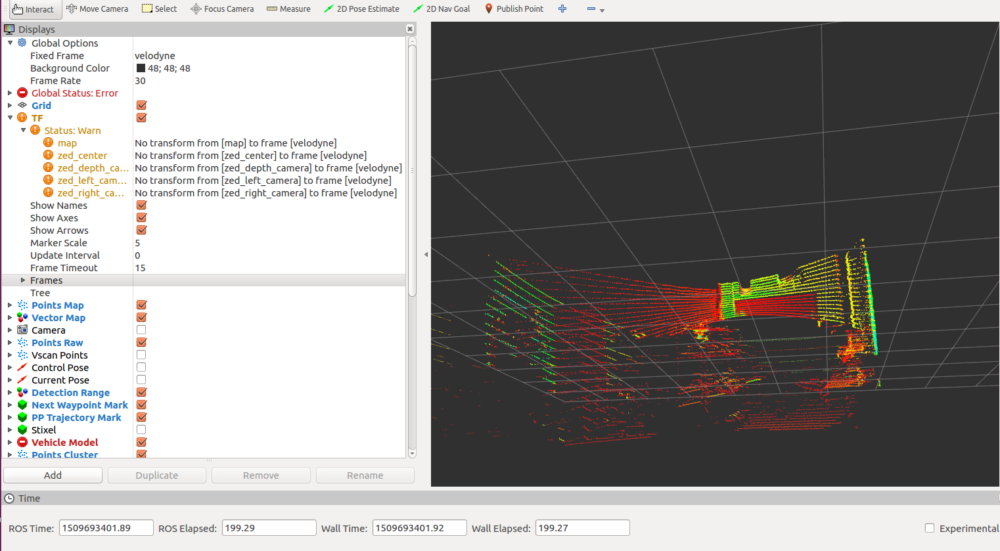 Interact Move Camera Select Focus Camera Measure 2D Pose Estimate 2D Nav Goal Publish Point
Displays
Global Options
Fixed Frame velodyne
Background Color 48; 48; 48
Frame Rate 30
Global Status: Error
Grid
TF
Status: Warn
map No transform from [map] to frame [velodyne]
zed_center No transform from [zed_center] to frame [velodyne]
zed_depth_ca... No transform from [zed_depth_camera] to frame [velodyne]
zed_left_cam... No transform from [zed_left_camera] to frame [velodyne]
zed_right_ca... No transform from [zed_right_camera] to frame [velodyne]
Show Names
Show Axes
Show Arrows
Marker Scale 5
Update Interval 0
Frame Timeout 15
Frames
Tree
Points Map
Vector Map
Camera
Points Raw
Vscan Points
Control Pose
Current Pose
Detection Range
Next Waypoint Mark
PP Trajectory Mark
Stixel
Vehicle Model
Points Cluster
Add Duplicate Remove Rename
Time
ROS Time: 1509693401.89 ROS Elapsed: 199.29 Wall Time: 1509693401.92 Wall Elapsed: 199.27 Experimental